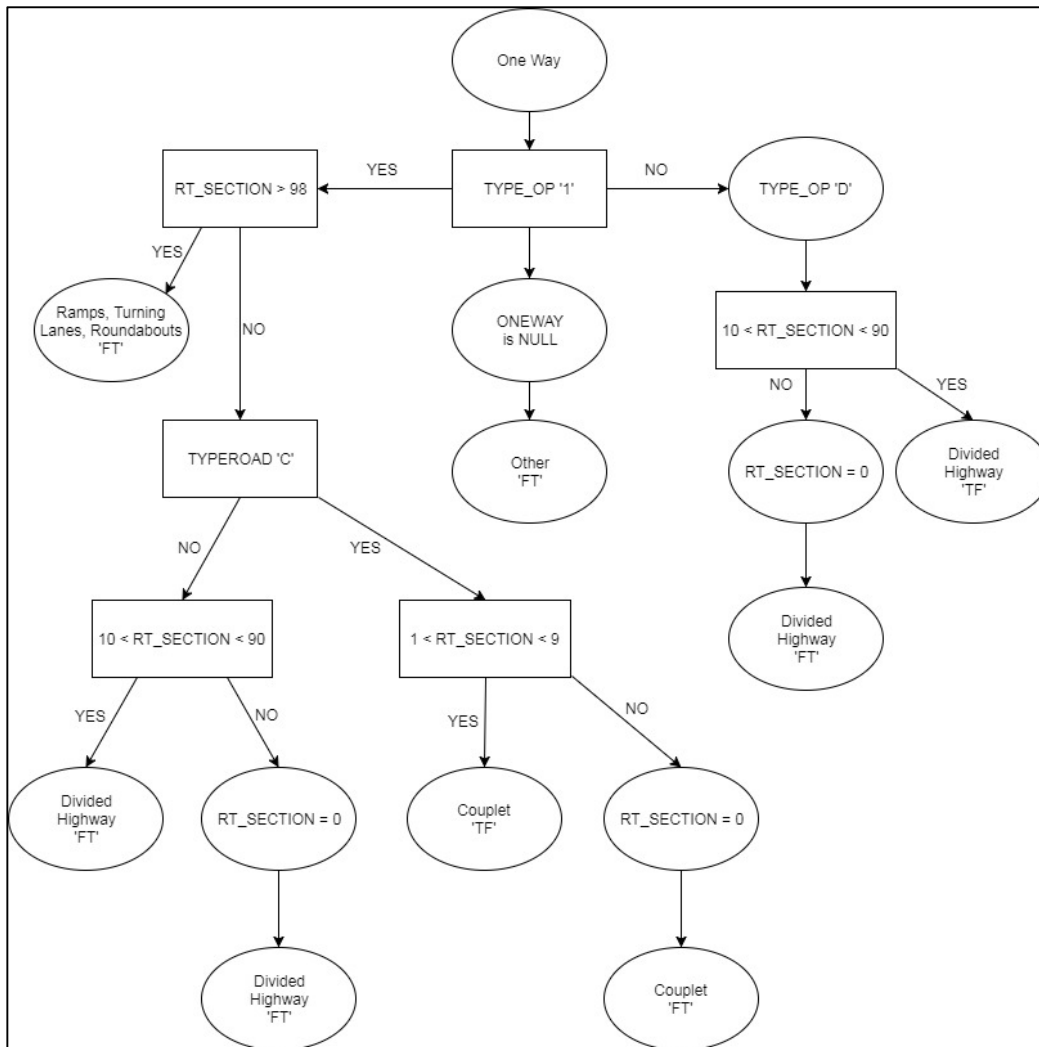 One Way
YES
NO
RT_SECTION > 98
TYPE_OP '1'
TYPE_OP 'D'
YES
NO
Ramps, Turning
Lanes, Roundabouts
'FT'
ONEWAY
is NULL
10 < RT_SECTION < 90
NO
YES
TYPEROAD 'C'
Other
'FT'
RT_SECTION = 0
Divided
Highway
'TF'
NO
YES
10 < RT_SECTION < 90
1 < RT_SECTION < 9
Divided
Highway
'FT'
YES
NO
YES
NO
Divided
Highway
'FT'
RT_SECTION = 0
Couplet
'TF'
RT_SECTION = 0
Divided
Highway
'FT'
Couplet
'FT'